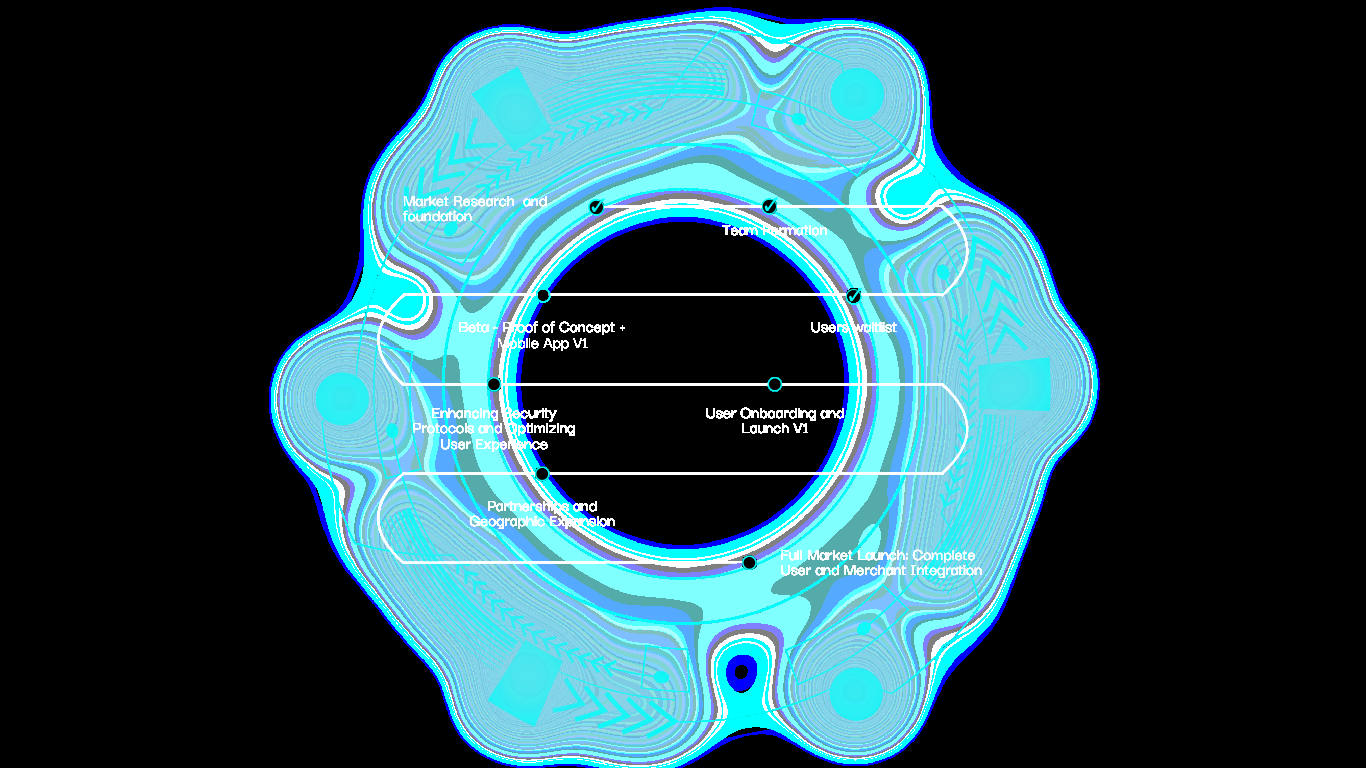 Market Research and
foundation
Team Formation
Beta - Proof of Concept +
Mobile App V1
Users waitlist
Enhancing Security
Protocols and Optimizing
User Experience
User Onboarding and
Launch V1
Partnerships and
Geographic Expansion
Full Market Launch: Complete
User and Merchant Integration